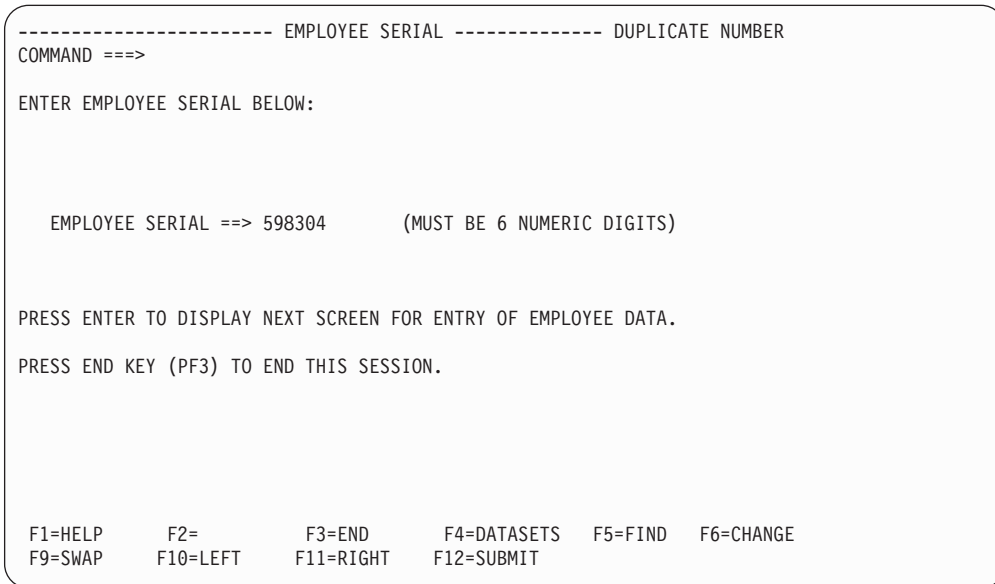 ------------------------ EMPLOYEE SERIAL -------------- DUPLICATE NUMBER
COMMAND ===>
ENTER EMPLOYEE SERIAL BELOW:
EMPLOYEE SERIAL ==> 598304 (MUST BE 6 NUMERIC DIGITS)
PRESS ENTER TO DISPLAY NEXT SCREEN FOR ENTRY OF EMPLOYEE DATA.
PRESS END KEY (PF3) TO END THIS SESSION.
F1=HELP F2= F3=END F4=DATASETS F5=FIND F6=CHANGE
F9=SWAP F10=LEFT F11=RIGHT F12=SUBMIT